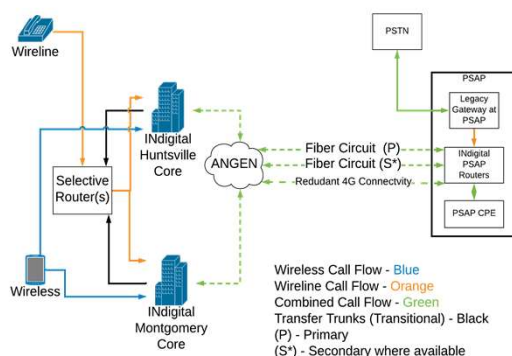 Wireline
INdigital
Huntsville
Core
Selective
Router(s)
Wireless
INdigital
Montgomery
Core
ANGEN
Fiber Circuit (P)
Fiber Circuit (S*)
Redudant 4G Connectvity
PSTN
PSAP
Legacy
Gateway at
PSAP
INdigital
PSAP
Routers
PSAP CPE
Wireless Call Flow - Blue
Wireline Call Flow - Orange
Combined Call Flow - Green
Transfer Trunks (Transitional) - Black
(P) - Primary
(S*) - Secondary where available